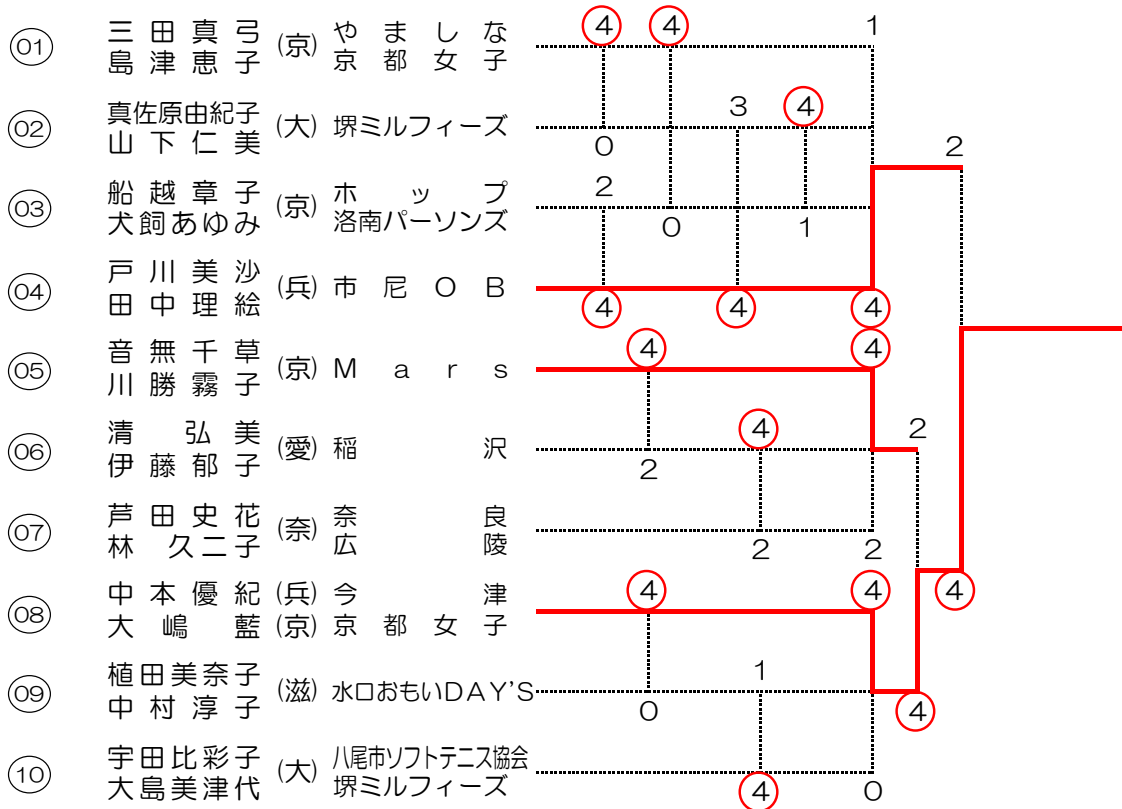 ④ ④ 1
01 三田真弓 (京) やましな
島津恵子 京都女子
02 真佐原由紀子 (大) 堺ミルフィーズ 3 ④
山下仁美
0 2
2
03 船越章子 (京) ホップ
犬飼あゆみ 洛南パーソンズ 0 1
04 戸川美沙 (兵) 市尼OB
田中理絵 ④ ④ ④
05 音無千草 (京) Mars ④ ④
川勝霧子
06 清弘美 (愛) 稲沢 ④ 2
伊藤郁子 2
07 芦田史花 (奈) 奈良
林久二子 広陵 2 2
08 中本優紀 (兵) 今津 ④ ④ ④
大嶋藍 (京) 京都女子
09 植田美奈子 (滋) 水口おもいDAY'S 1
中村淳子 0 ④
10 宇田比彩子 (大) 八尾市ソフトテニス協会
大島美津代 堺ミルフィーズ ④ 0